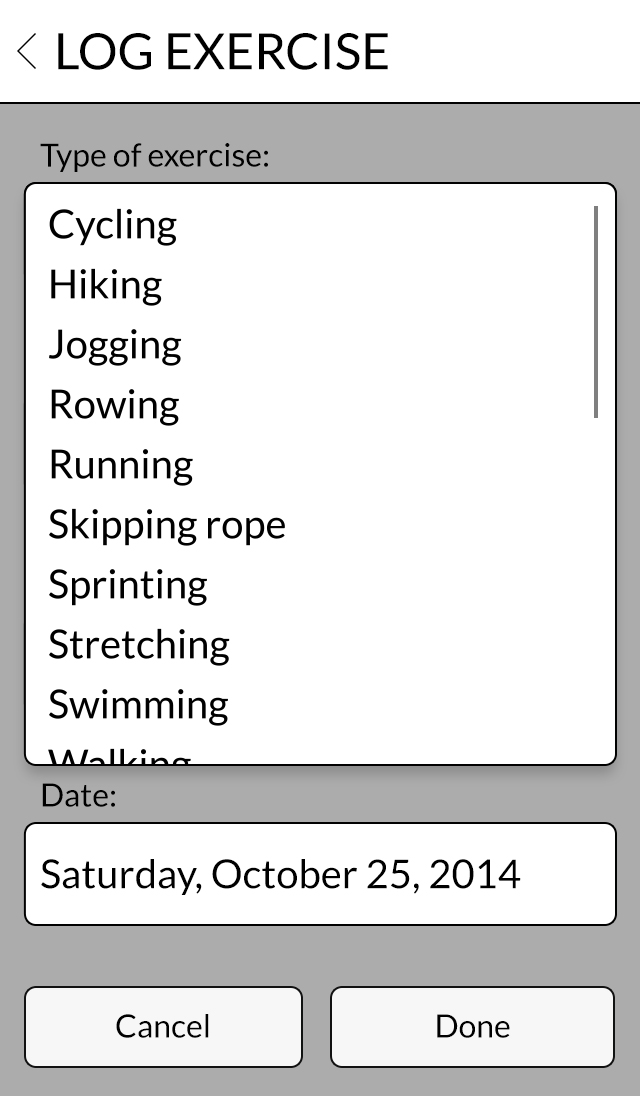 LOG EXERCISE
Type of exercise:
Cycling
Hiking
Jogging
Rowing
Running
Skipping rope
Sprinting
Stretching
Swimming
Walking
Date:
Saturday, October 25, 2014
Cancel
Done